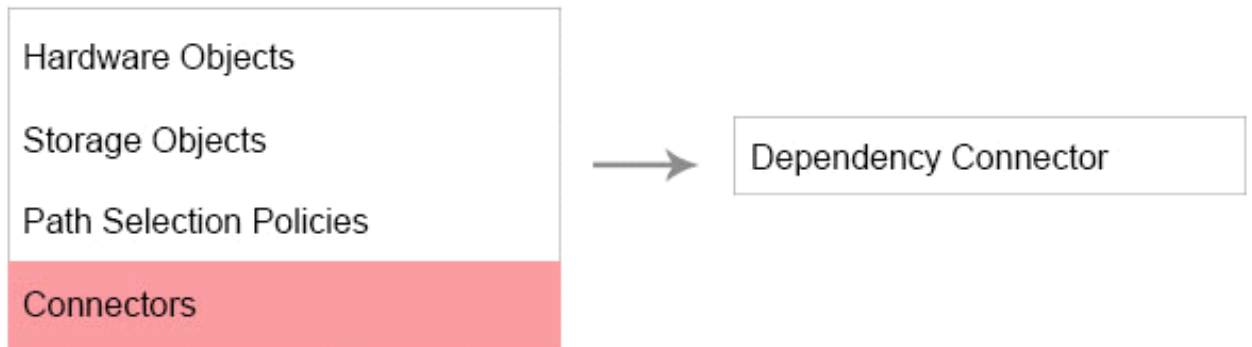 Hardware Objects
Storage Objects
Path Selection Policies
Connectors
Dependency Connector